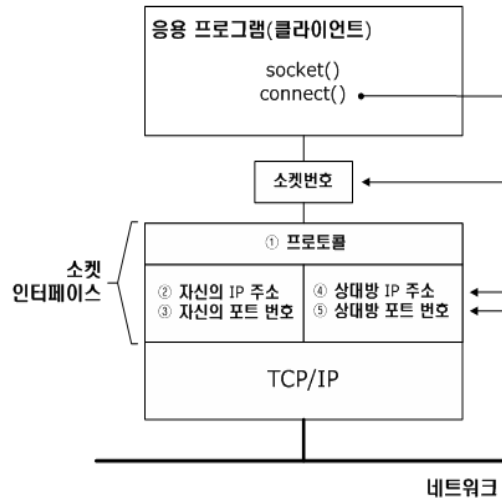 응용 프로그램(클라이언트)
socket()
connect()
소켓번호
① 프로토콜
소켓
인터페이스
② 자신의 IP 주소
③ 자신의 포트 번호
④ 상대방 IP 주소
⑤ 상대방 포트 번호
TCP/IP
네트워크